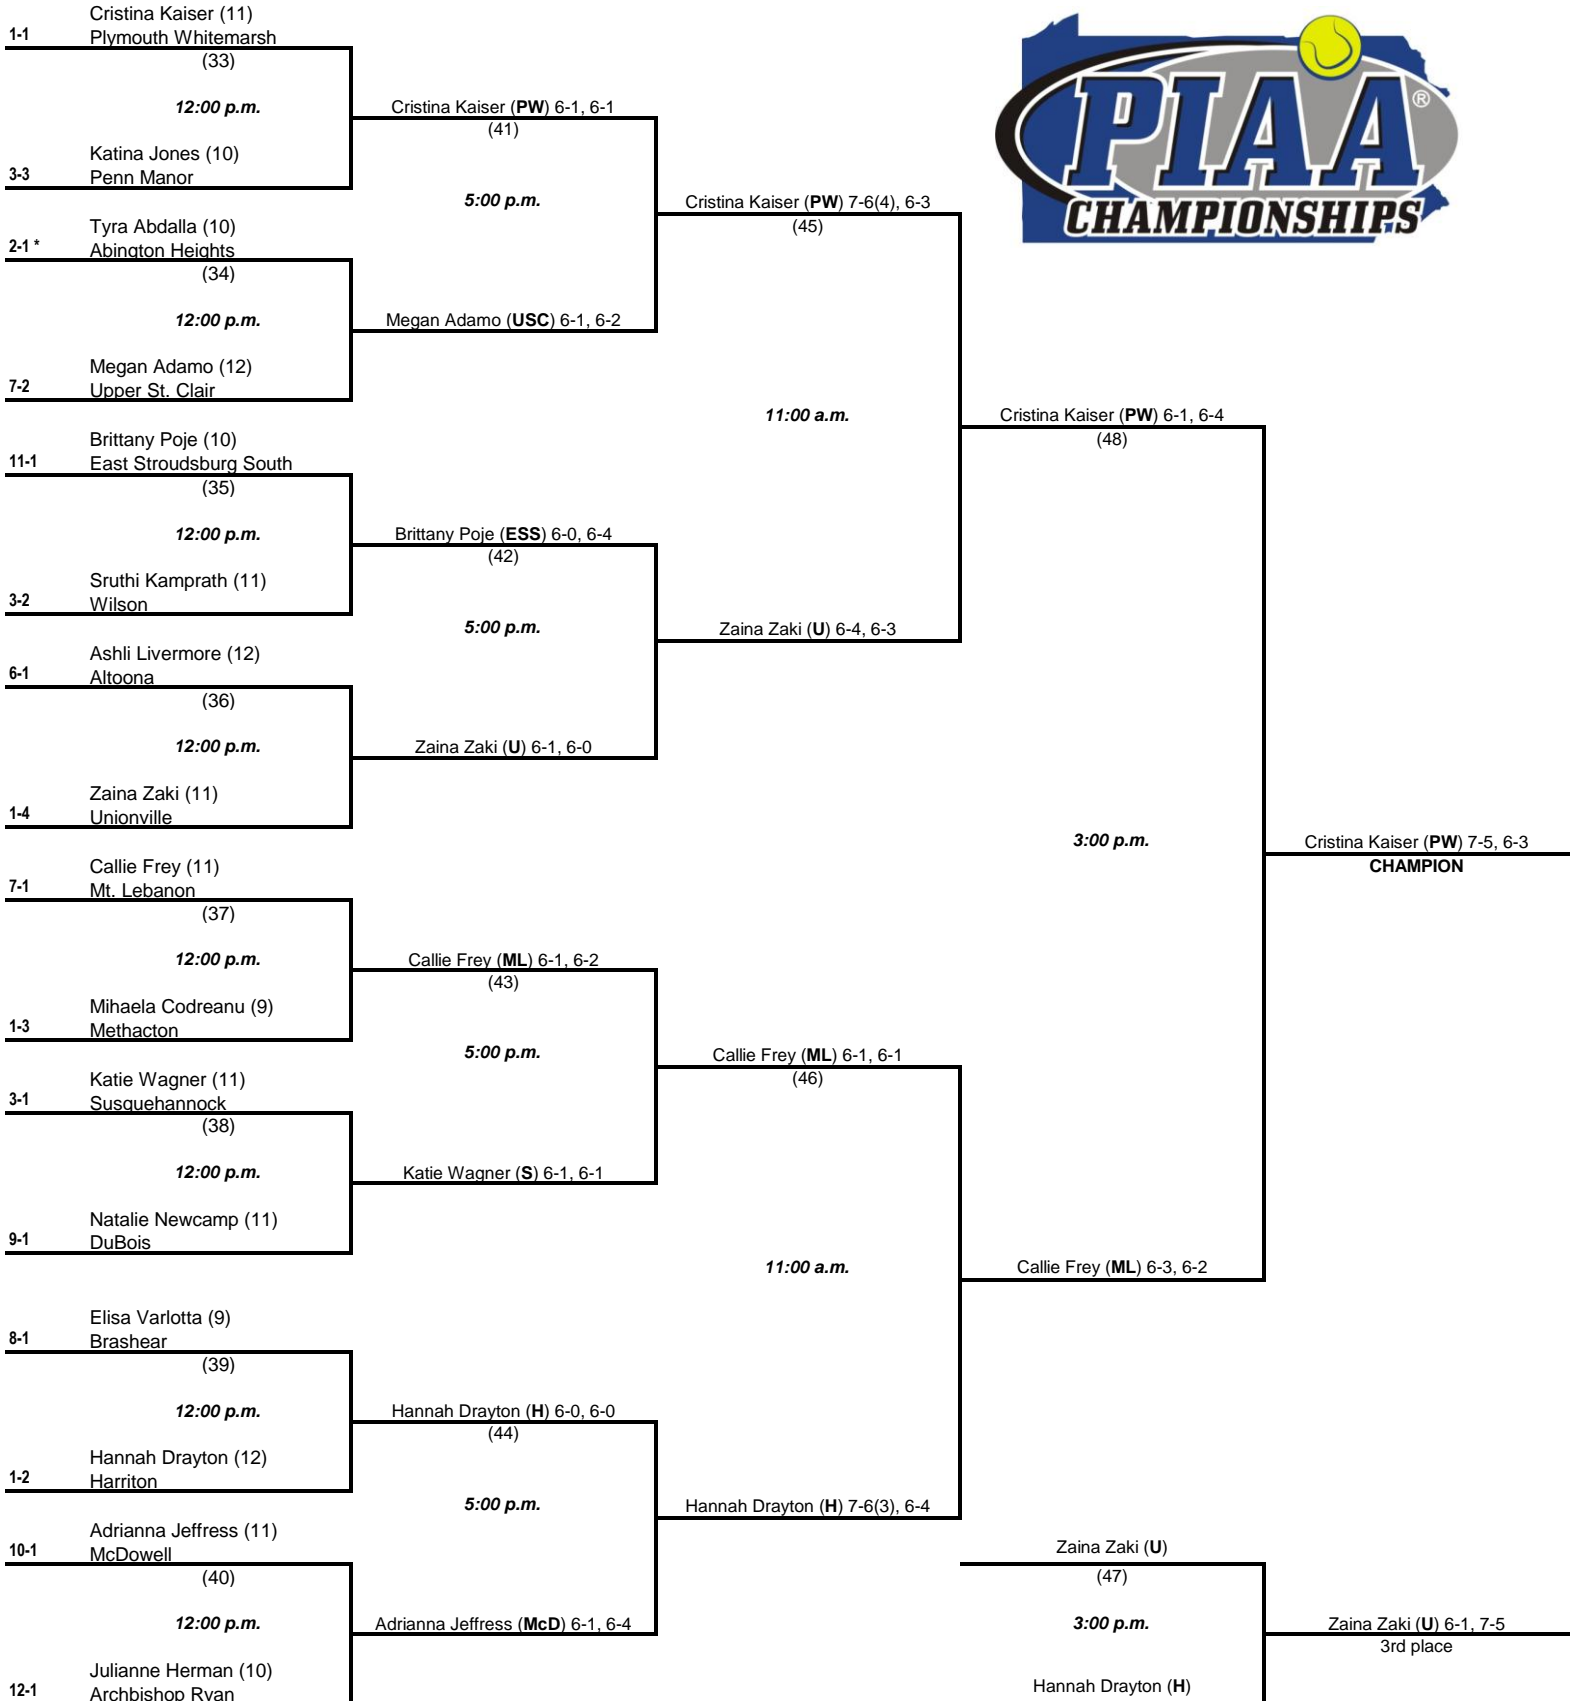 Cristina Kaiser (11)
1-1 Plymouth Whitemarsh
(33)
12:00 p.m.
Cristina Kaiser (PW) 6-1, 6-1
(41)
Katina Jones (10)
3-3 Penn Manor
5:00 p.m.
Cristina Kaiser (PW) 7-6(4), 6-3
(45)
Tyra Abdalla (10)
2-1 * Abington Heights
(34)
12:00 p.m.
Megan Adamo (USC) 6-1, 6-2
Megan Adamo (12)
7-2 Upper St. Clair
11:00 a.m.
Cristina Kaiser (PW) 6-1, 6-4
(48)
Brittany Poje (10)
11-1 East Stroudsburg South
(35)
12:00 p.m.
Brittany Poje (ESS) 6-0, 6-4
(42)
Sruthi Kamprath (11)
3-2 Wilson
5:00 p.m.
Zaina Zaki (U) 6-4, 6-3
Ashli Livermore (12)
6-1 Altoona
(36)
12:00 p.m.
Zaina Zaki (U) 6-1, 6-0
Zaina Zaki (11)
1-4 Unionville
3:00 p.m.
Cristina Kaiser (PW) 7-5, 6-3
CHAMPION
Callie Frey (11)
7-1 Mt. Lebanon
(37)
12:00 p.m.
Callie Frey (ML) 6-1, 6-2
(43)
Mihaela Codreanu (9)
1-3 Methacton
5:00 p.m.
Callie Frey (ML) 6-1, 6-1
(46)
Katie Wagner (11)
3-1 Susquehannock
(38)
12:00 p.m.
Katie Wagner (S) 6-1, 6-1
Natalie Newcamp (11)
9-1 DuBois
11:00 a.m.
Callie Frey (ML) 6-3, 6-2
Elisa Varlotta (9)
8-1 Brashear
(39)
12:00 p.m.
Hannah Drayton (H) 6-0, 6-0
(44)
Hannah Drayton (12)
1-2 Harriton
5:00 p.m.
Hannah Drayton (H) 7-6(3), 6-4
Adrianna Jeffress (11)
10-1 McDowell
(40)
12:00 p.m.
Adrianna Jeffress (McD) 6-1, 6-4
Julianne Herman (10)
12-1 Archbishop Ryan
Zaina Zaki (U)
(47)
3:00 p.m.
Zaina Zaki (U) 6-1, 7-5
3rd place
Hannah Drayton (H)
PIAA ®
CHAMPIONSHIPS